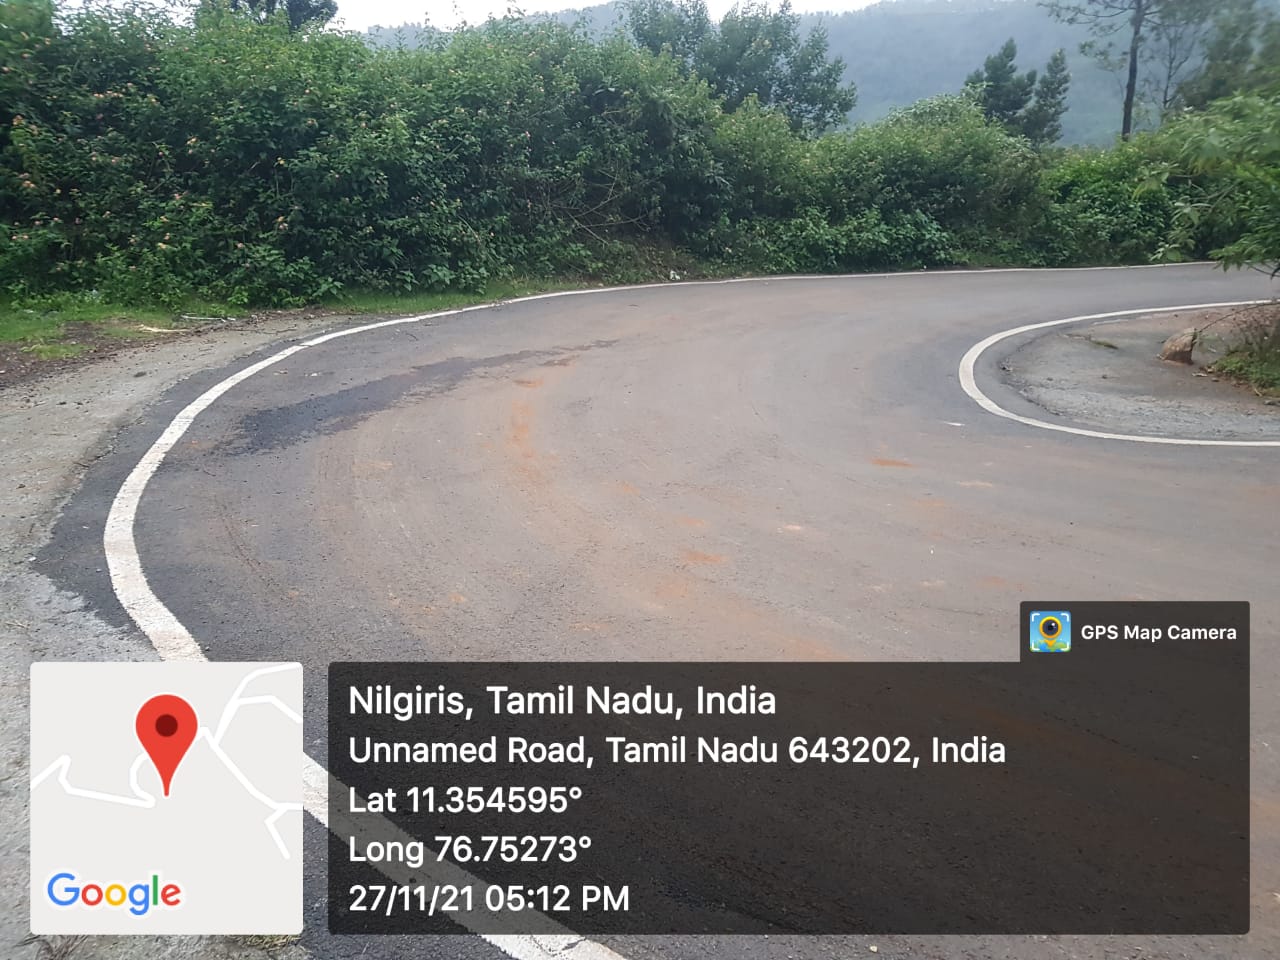 GPS Map Camera
Nilgiris, Tamil Nadu, India
Unnamed Road, Tamil Nadu 643202, India
Lat 11.354595°
Long 76.75273°
27/11/21 05:12 PM
Google